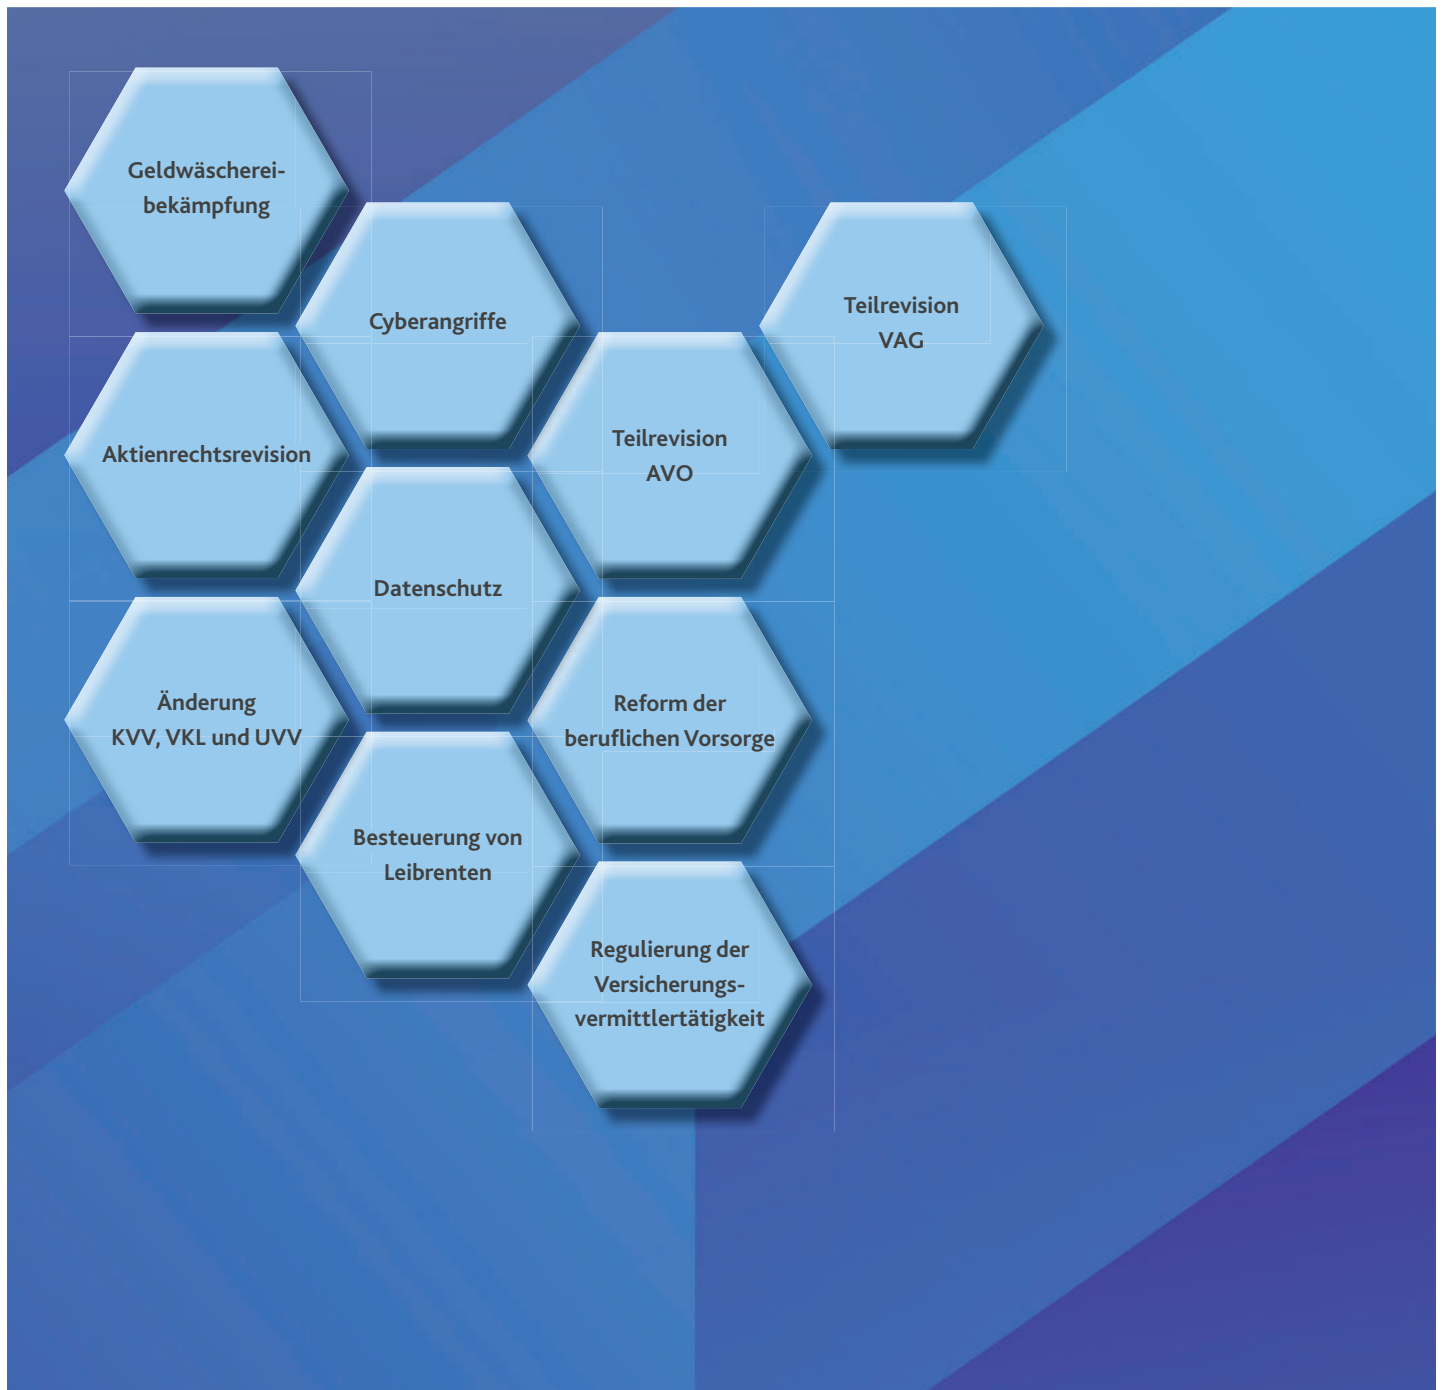 Geldwäscherei-
bekämpfung
Cyberangriffe
Teilrevision
VAG
Aktienrechtsrevision
Teilrevision
AVO
Datenschutz
Änderung
KVV, VKL und UVV
Reform der
beruflichen Vorsorge
Besteuerung von
Leibrenten
Regulierung der
Versicherungs-
vermittlertätigkeit